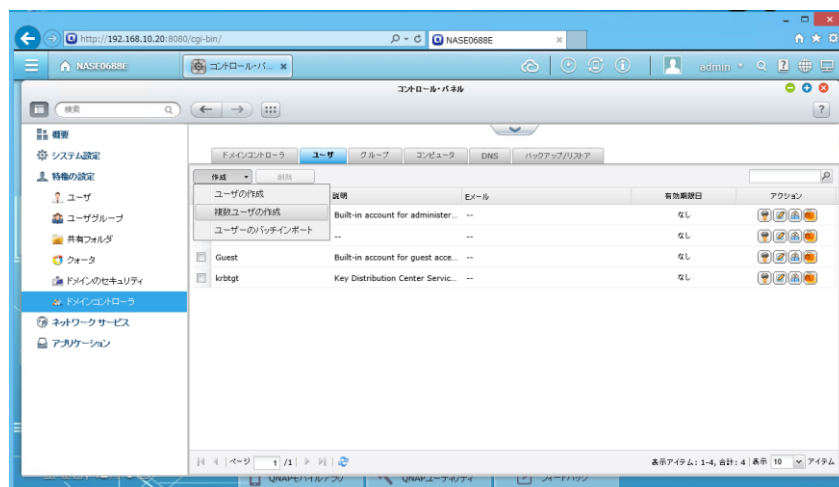 http://192.168.10.20:8080/cgi-bin/
NASE0688E
NASE0688E
コントロール・パ...
admin
コントロール・パネル
検索
概要
システム設定
特権の設定
ユーザ
ユーザグループ
共有フォルダ
クォータ
ドメインのセキュリティ
ドメインコントローラ
ネットワーク サービス
アプリケーション
ドメインコントローラ ユーザ グループ コンピュータ DNS バックアップ/リストア
作成 削除
ユーザの作成
複数ユーザの作成
ユーザーのバッチインポート
説明 Eメール 有効期限日 アクション
Built-in account for administer... -- なし
-- -- なし
Guest Built-in account for guest acce... -- なし
krbtgt Key Distribution Center Servic... -- なし
ページ 1 /1
表示アイテム: 1-4, 合計: 4 表示 10 アイテム
QNAPモバイルアプリ QNAPユーティリティ フィードバック